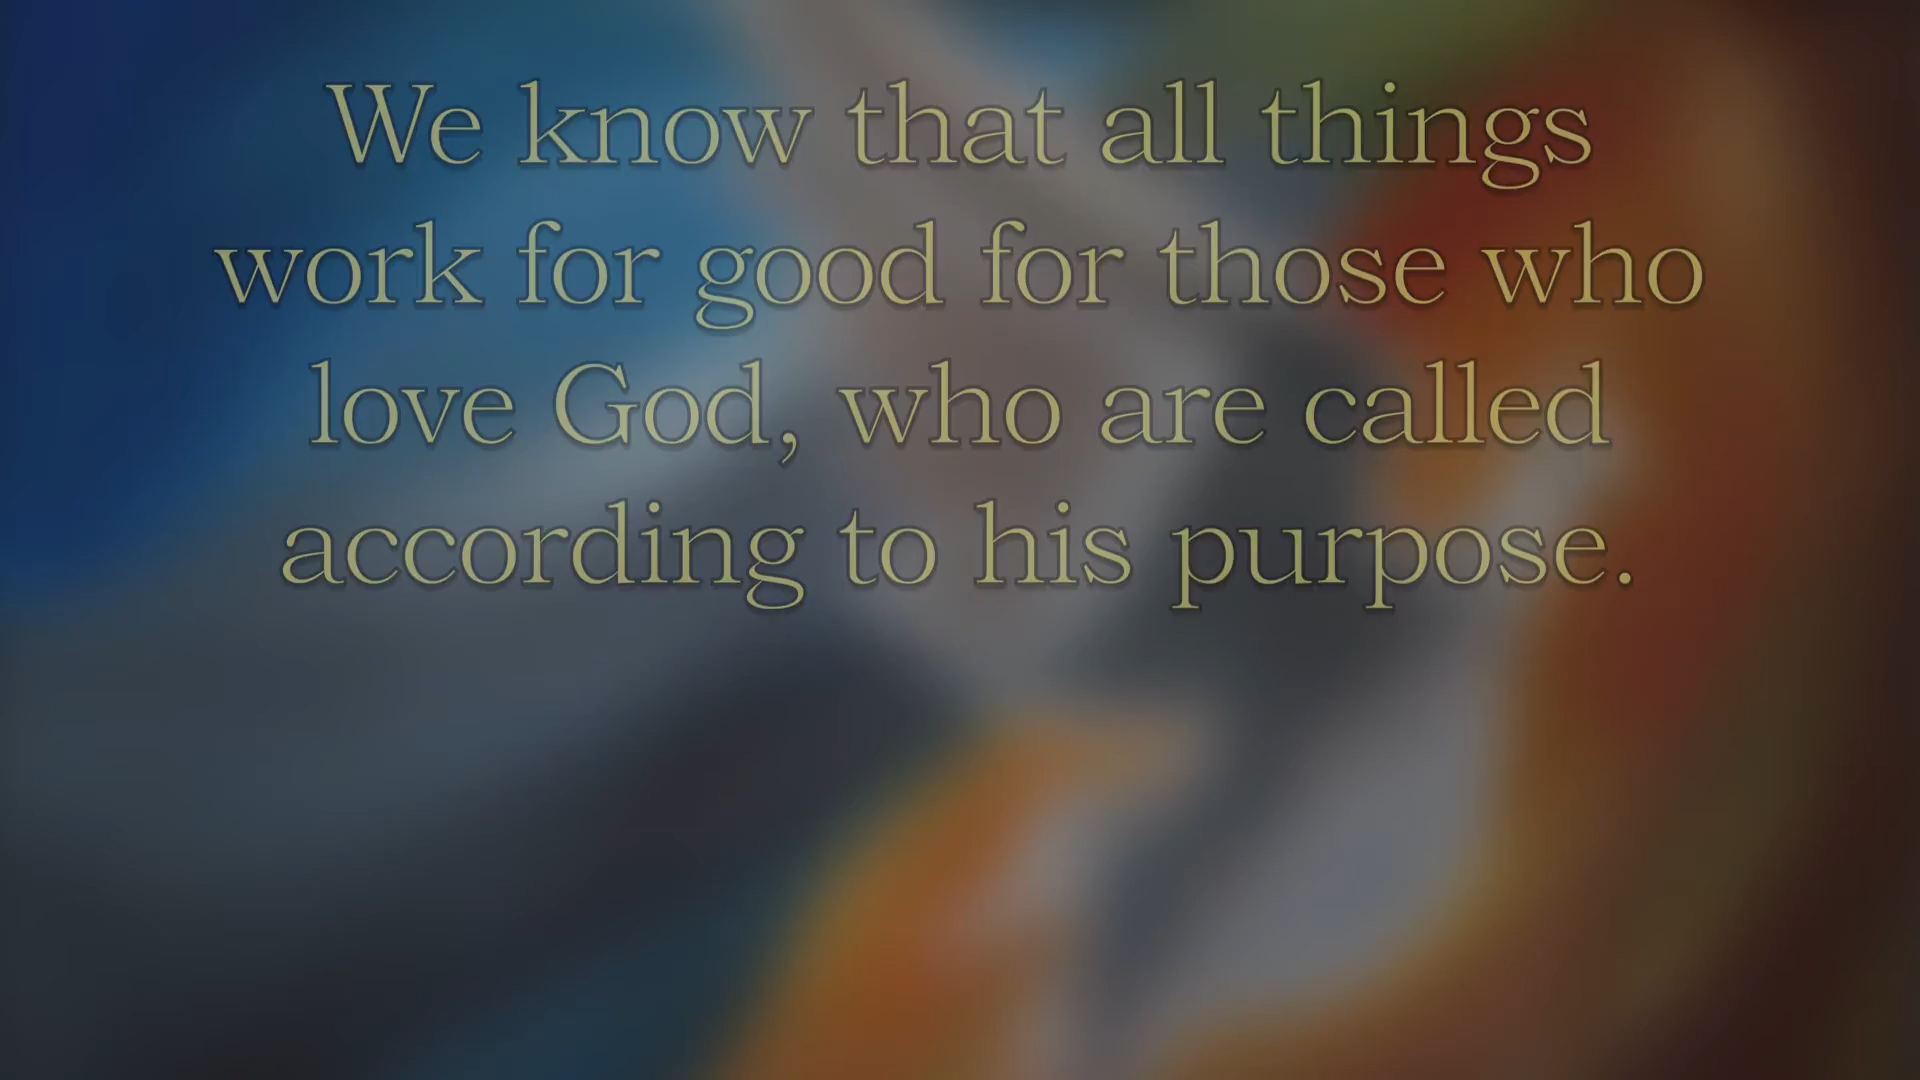 We know that all things
work for good for those who
love God, who are called
according to his purpose.